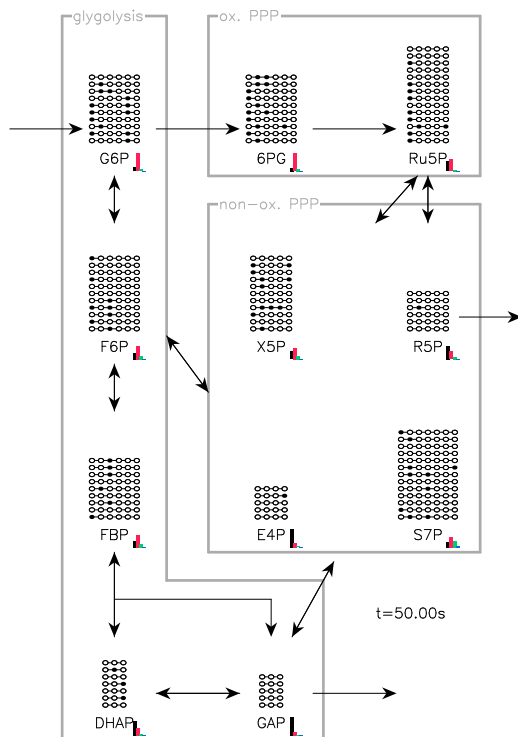 glygolysis
ox. PPP
G6P
6PG
Ru5P
non-ox. PPP
F6P
X5P
R5P
FBP
E4P
S7P
t=50.00s
DHAP
GAP